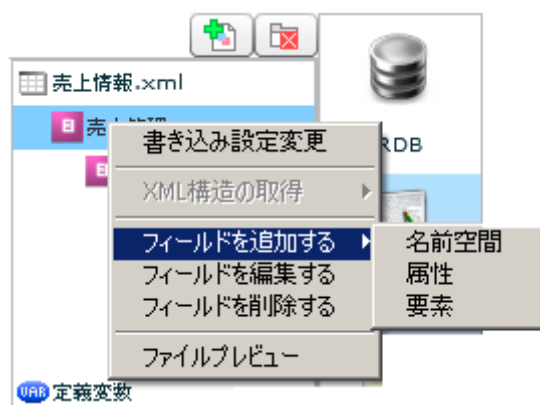 売上情報.xml
売
書き込み設定変更
RDB
XML構造の取得
フィールドを追加する
名前空間
フィールドを編集する
属性
フィールドを削除する
要素
ファイルプレビュー
VAR 定義変数